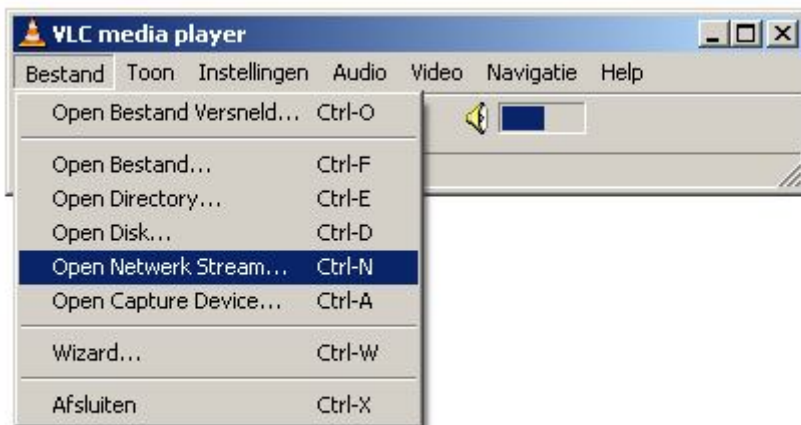 VLC media player
Bestand Toon Instellingen Audio Video Navigatie Help
Open Bestand Versneld... Ctrl-O
Open Bestand... Ctrl-F
Open Directory... Ctrl-E
Open Disk... Ctrl-D
Open Netwerk Stream... Ctrl-N
Open Capture Device... Ctrl-A
Wizard... Ctrl-W
Afsluiten Ctrl-X